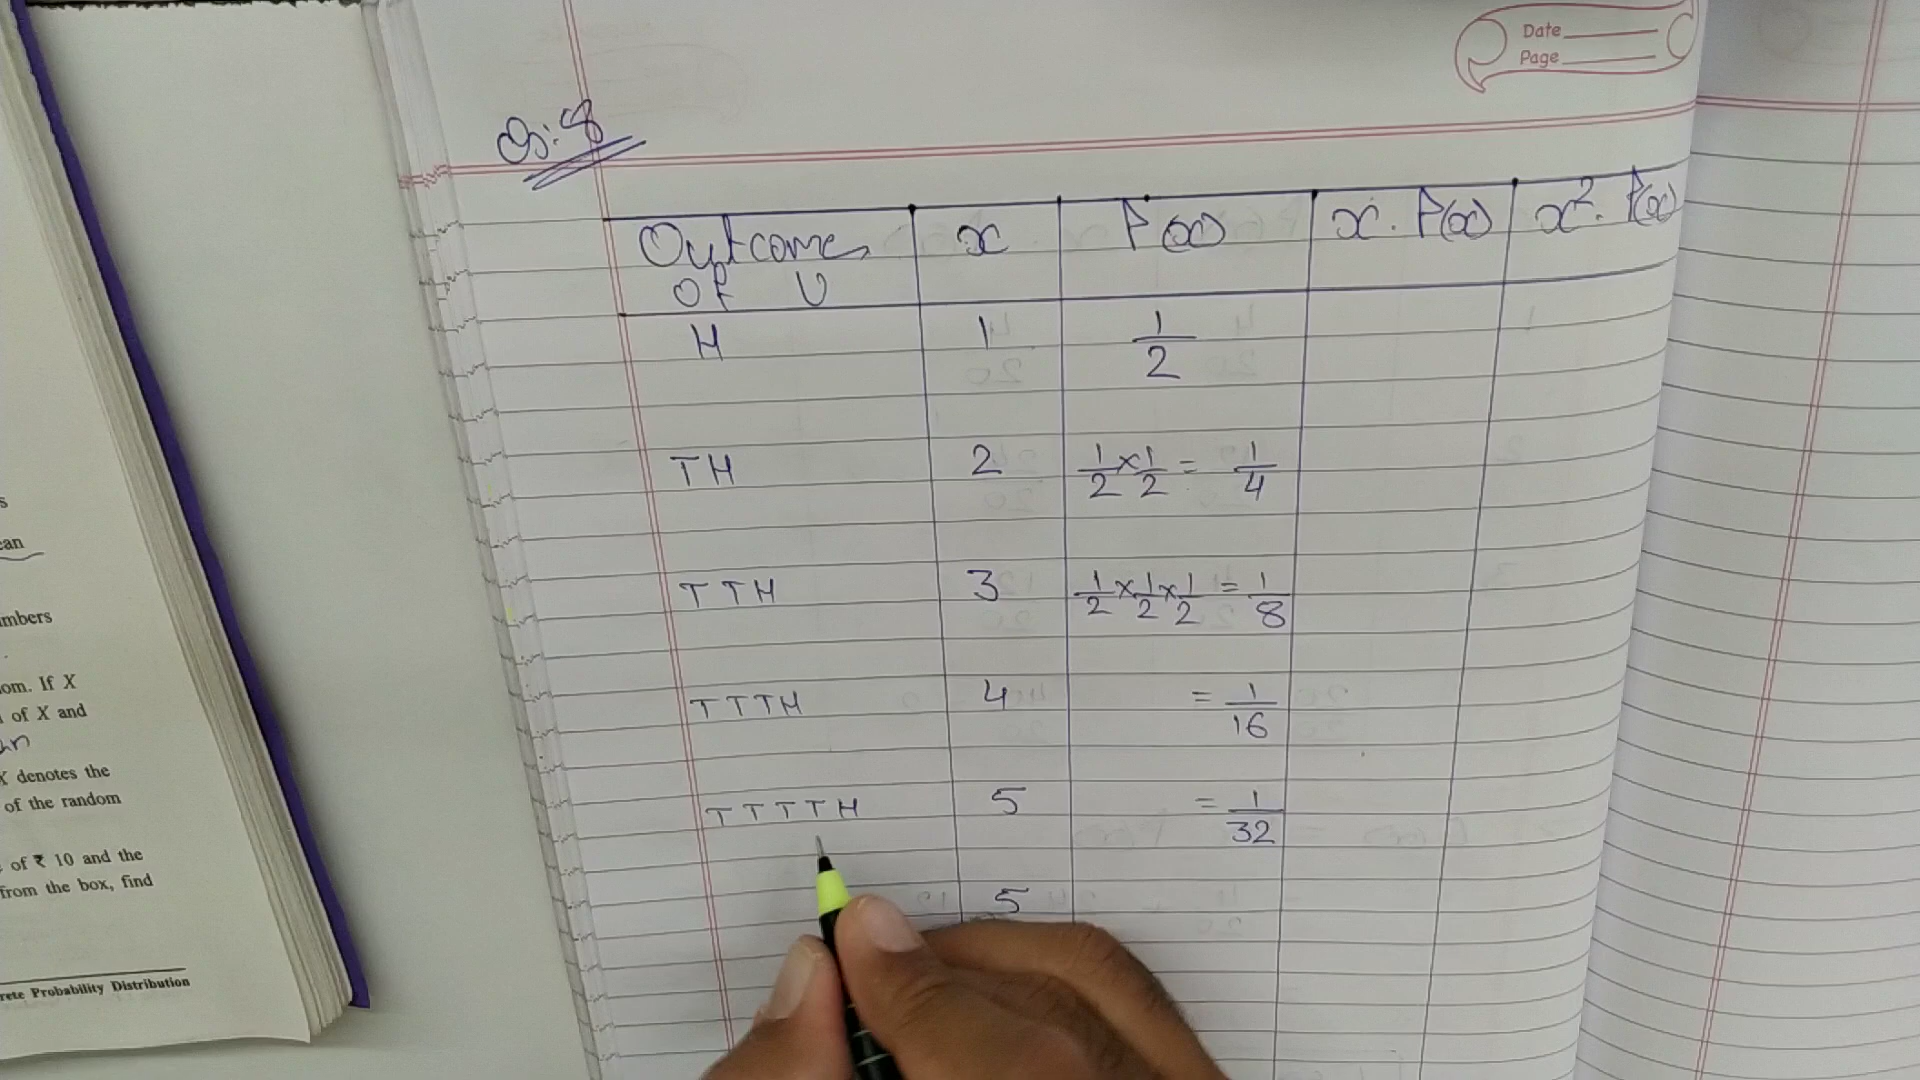 Date
Page
Q:8
Outcomes of U | x | P(x) | x. P(x) | x². P(x)
H | 1 | 1/2
TH | 2 | 1/2 × 1/2 = 1/4
TTH | 3 | 1/2 × 1/2 × 1/2 = 1/8
TTTH | 4 | = 1/16
TTTTH | 5 | = 1/32
5
ean
mbers
om. If X
of X and
X denotes the
of the random
of ₹ 10 and the
from the box, find
rete Probability Distribution